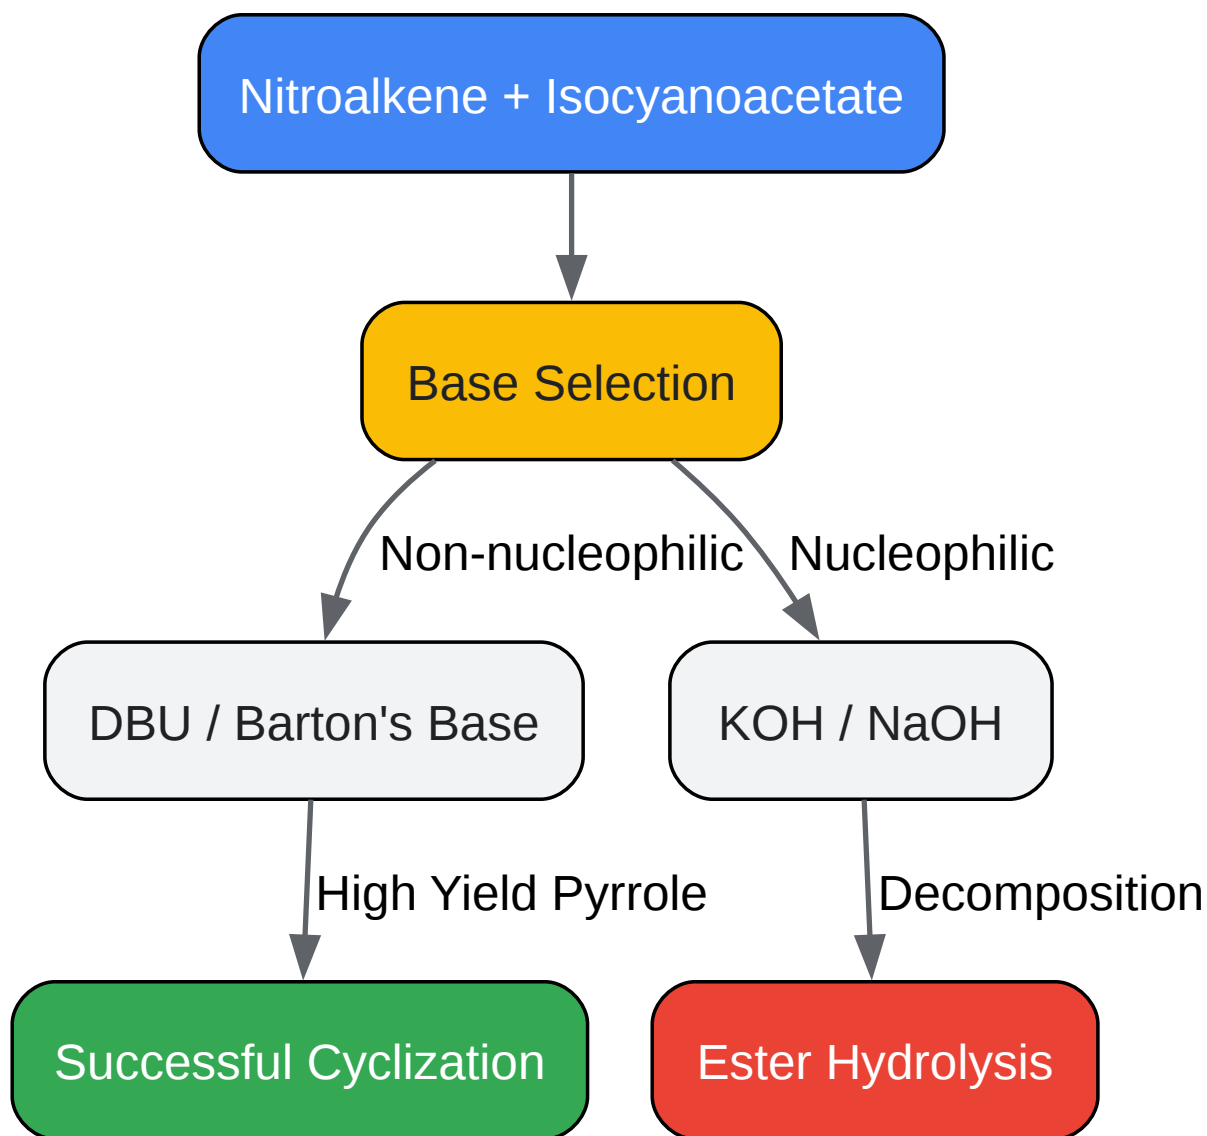 Nitroalkene + Isocyanoacetate
Base Selection
Non-nucleophilic
Nucleophilic
DBU / Barton's Base
KOH / NaOH
High Yield Pyrrole
Decomposition
Successful Cyclization
Ester Hydrolysis